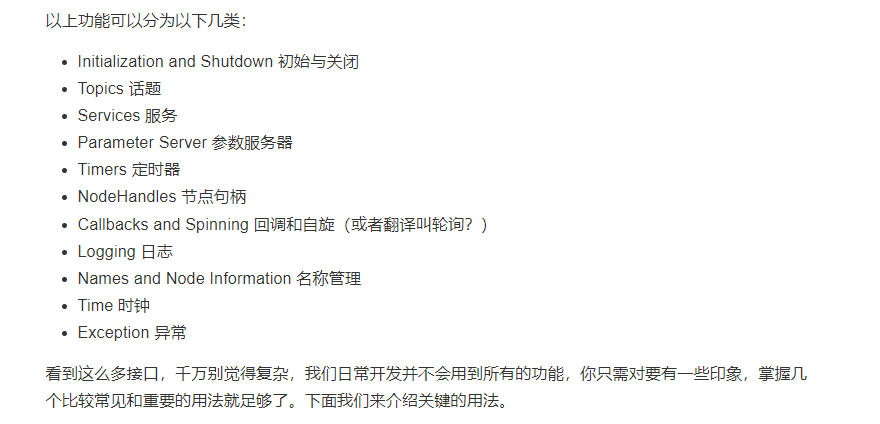 以上功能可以分为以下几类：
• Initialization and Shutdown 初始与关闭
• Topics 话题
• Services 服务
• Parameter Server 参数服务器
• Timers 定时器
• NodeHandles 节点句柄
• Callbacks and Spinning 回调和自旋（或者翻译叫轮询？）
• Logging 日志
• Names and Node Information 名称管理
• Time 时钟
• Exception 异常
看到这么多接口，千万别觉得复杂，我们日常开发并不会用到所有的功能，你只需对要有一些印象，掌握几
个比较常见和重要的用法就足够了。下面我们来介绍关键的用法。